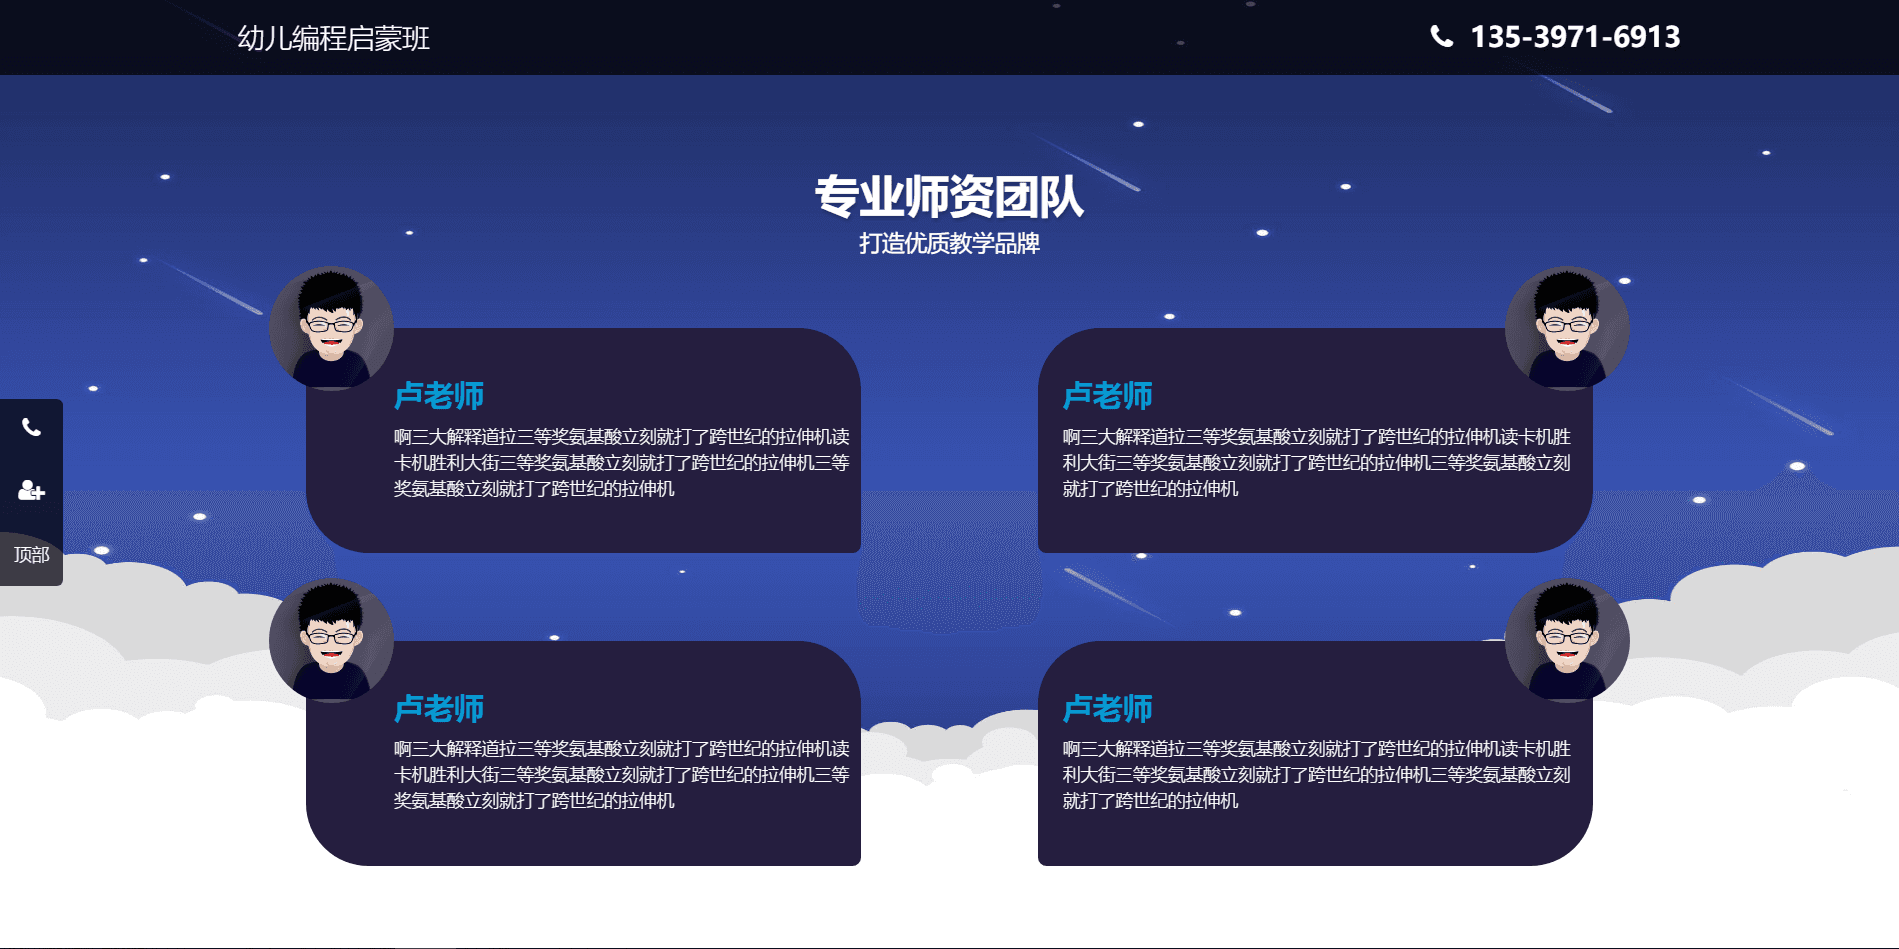 幼儿编程启蒙班
135-3971-6913
专业师资团队
打造优质教学品牌
卢老师
啊三大解释道拉三等奖氨基酸立刻就打了跨世纪的拉伸机读
卡机胜利大街三等奖氨基酸立刻就打了跨世纪的拉伸机三等
奖氨基酸立刻就打了跨世纪的拉伸机
卢老师
啊三大解释道拉三等奖氨基酸立刻就打了跨世纪的拉伸机读卡机胜
利大街三等奖氨基酸立刻就打了跨世纪的拉伸机三等奖氨基酸立刻
就打了跨世纪的拉伸机
顶部
卢老师
啊三大解释道拉三等奖氨基酸立刻就打了跨世纪的拉伸机读
卡机胜利大街三等奖氨基酸立刻就打了跨世纪的拉伸机三等
奖氨基酸立刻就打了跨世纪的拉伸机
卢老师
啊三大解释道拉三等奖氨基酸立刻就打了跨世纪的拉伸机读卡机胜
利大街三等奖氨基酸立刻就打了跨世纪的拉伸机三等奖氨基酸立刻
就打了跨世纪的拉伸机